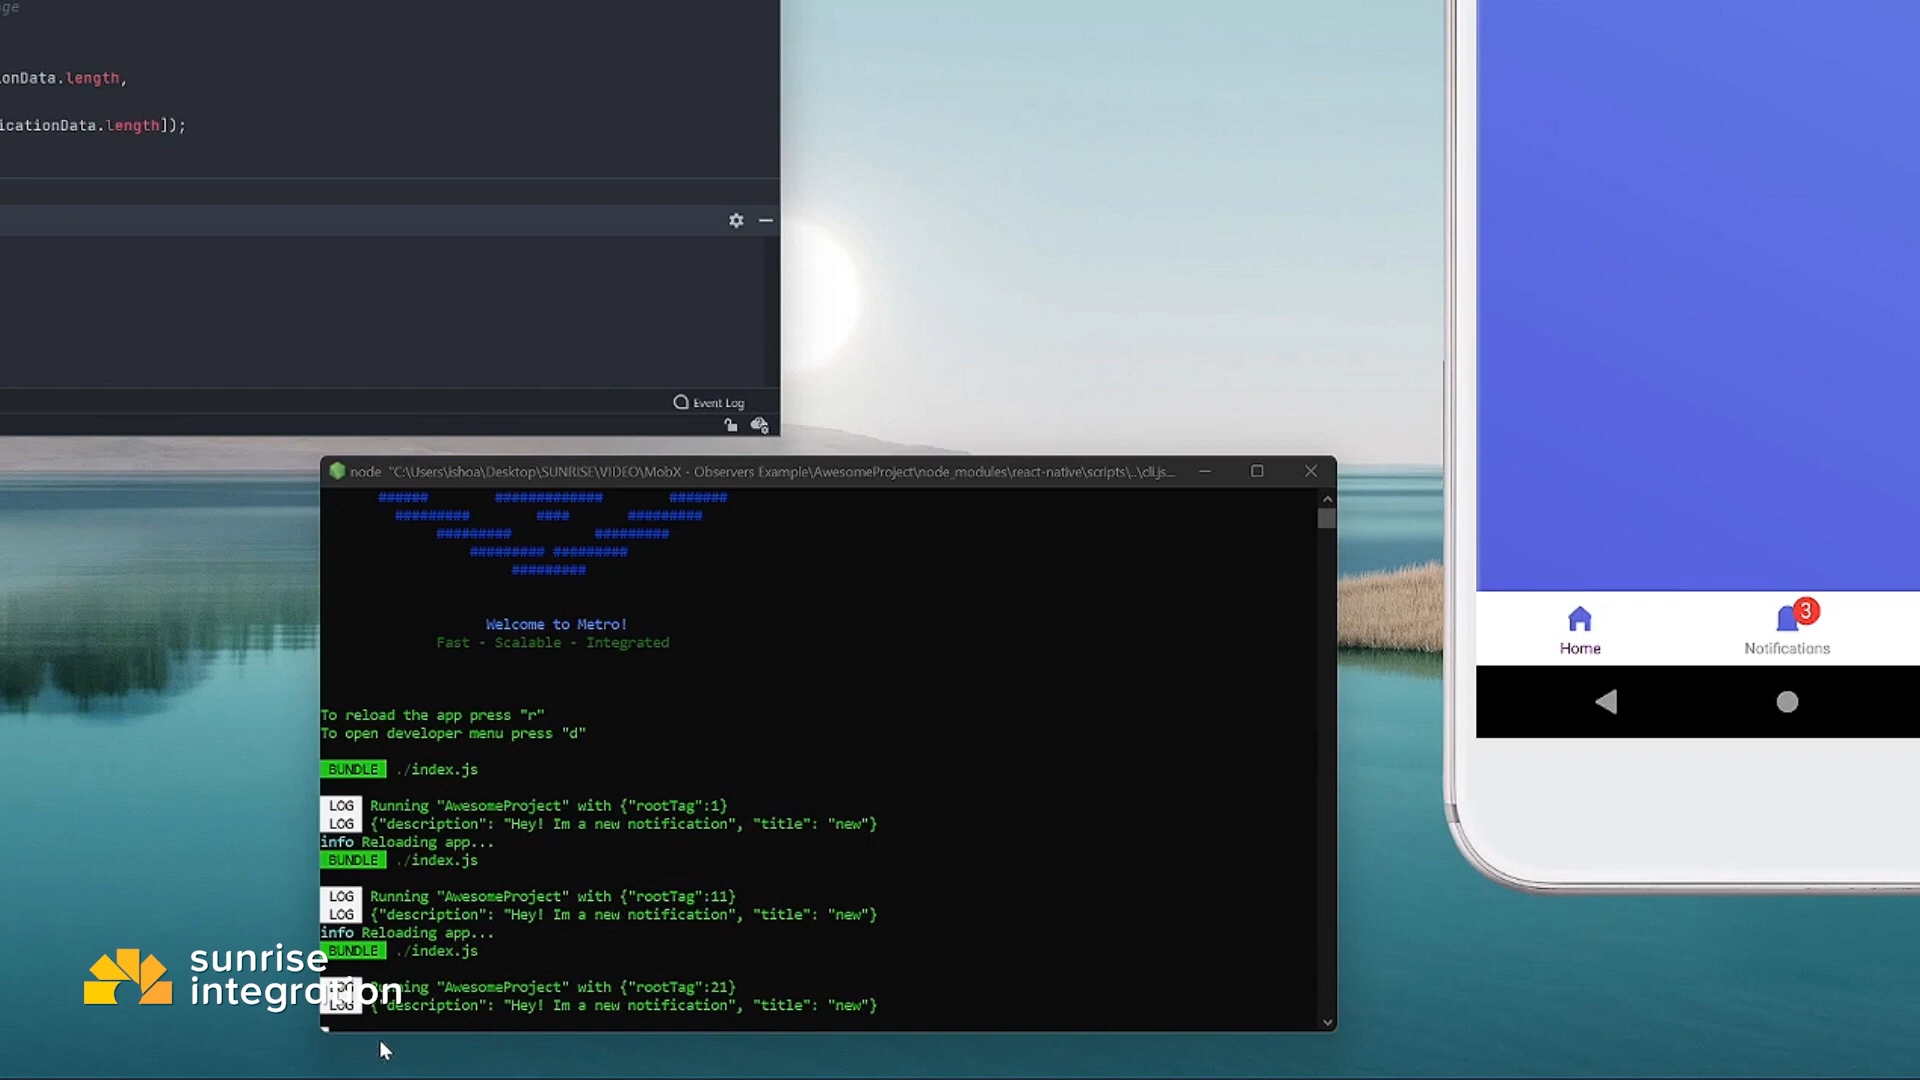 ge
ionData.length,
icationData.length]);
Event Log
node "C:\Users\ishoa\Desktop\SUNRISE\VIDEO\MobX - Observers Example\AwesomeProject\node_modules\react-native\scripts\..\cli.js...
###### ############# #######
######### #### #########
######### #########
######### #########
#########
Welcome to Metro!
Fast - Scalable - Integrated
To reload the app press "r"
To open developer menu press "d"
BUNDLE ./index.js
LOG Running "AwesomeProject" with {"rootTag":1}
LOG {"description": "Hey! Im a new notification", "title": "new"}
info Reloading app...
BUNDLE ./index.js
LOG Running "AwesomeProject" with {"rootTag":11}
LOG {"description": "Hey! Im a new notification", "title": "new"}
info Reloading app...
BUNDLE ./index.js
LOG Running "AwesomeProject" with {"rootTag":21}
LOG {"description": "Hey! Im a new notification", "title": "new"}
3
Home
Notifications
sunrise
integration